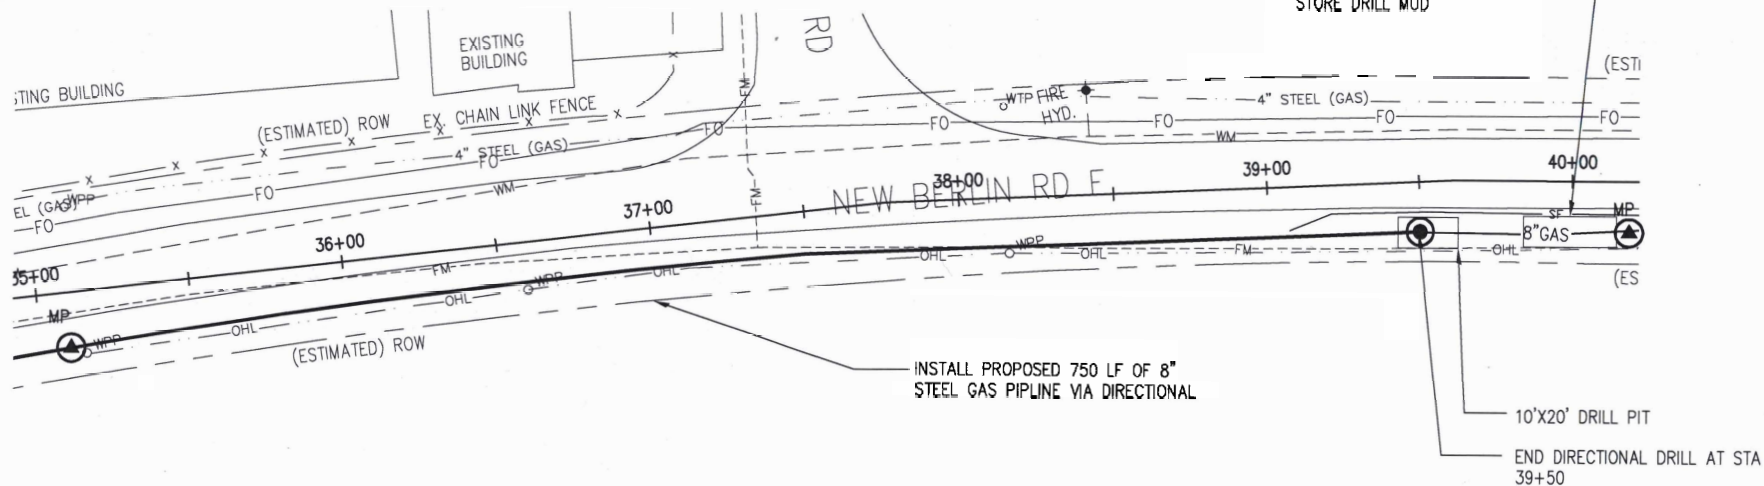 STORE DRILL MUD
RD
EXISTING
BUILDING
STING BUILDING
(ESTI
FM
(ESTIMATED) ROW
EX. CHAIN LINK FENCE
X X X X X X X
WTP FIRE
HYD.
4" STEEL (GAS)
FO FO FO FO FO FO FO
4" STEEL (GAS)
WM
WM
EL (GAS)
WPP
FM
NEW BERLIN RD E
35+00
36+00
37+00
38+00
39+00
40+00
SF
MP
8"GAS
OHL
WPP
OHL
OHL
FM
OHL
(ES
FM
WPP
OHL
OHL
MP
WPP
OHL
(ESTIMATED) ROW
INSTALL PROPOSED 750 LF OF 8"
STEEL GAS PIPLINE VIA DIRECTIONAL
10'X20' DRILL PIT
END DIRECTIONAL DRILL AT STA
39+50